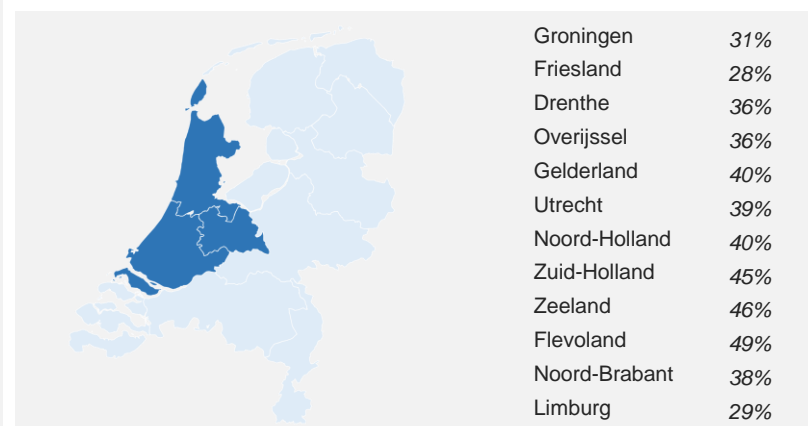 Groningen 31%
Friesland 28%
Drenthe 36%
Overijssel 36%
Gelderland 40%
Utrecht 39%
Noord-Holland 40%
Zuid-Holland 45%
Zeeland 46%
Flevoland 49%
Noord-Brabant 38%
Limburg 29%